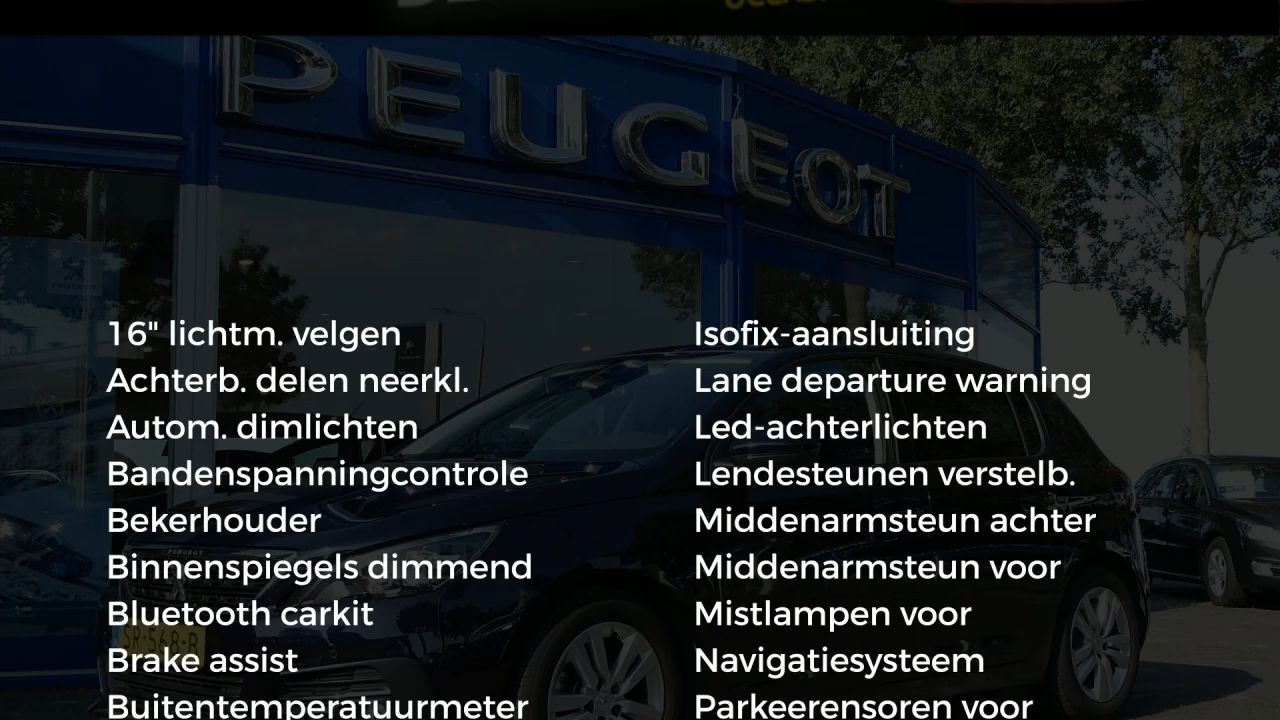 PEUGEOT
16" lichtm. velgen
Achterb. delen neerkl.
Autom. dimlichten
Bandenspanningcontrole
Bekerhouder
Binnenspiegels dimmend
Bluetooth carkit
Brake assist
Buitentemperatuurmeter
Isofix-aansluiting
Lane departure warning
Led-achterlichten
Lendesteunen verstelb.
Middenarmsteun achter
Middenarmsteun voor
Mistlampen voor
Navigatiesysteem
Parkeerensoren voor
PEUGEOT